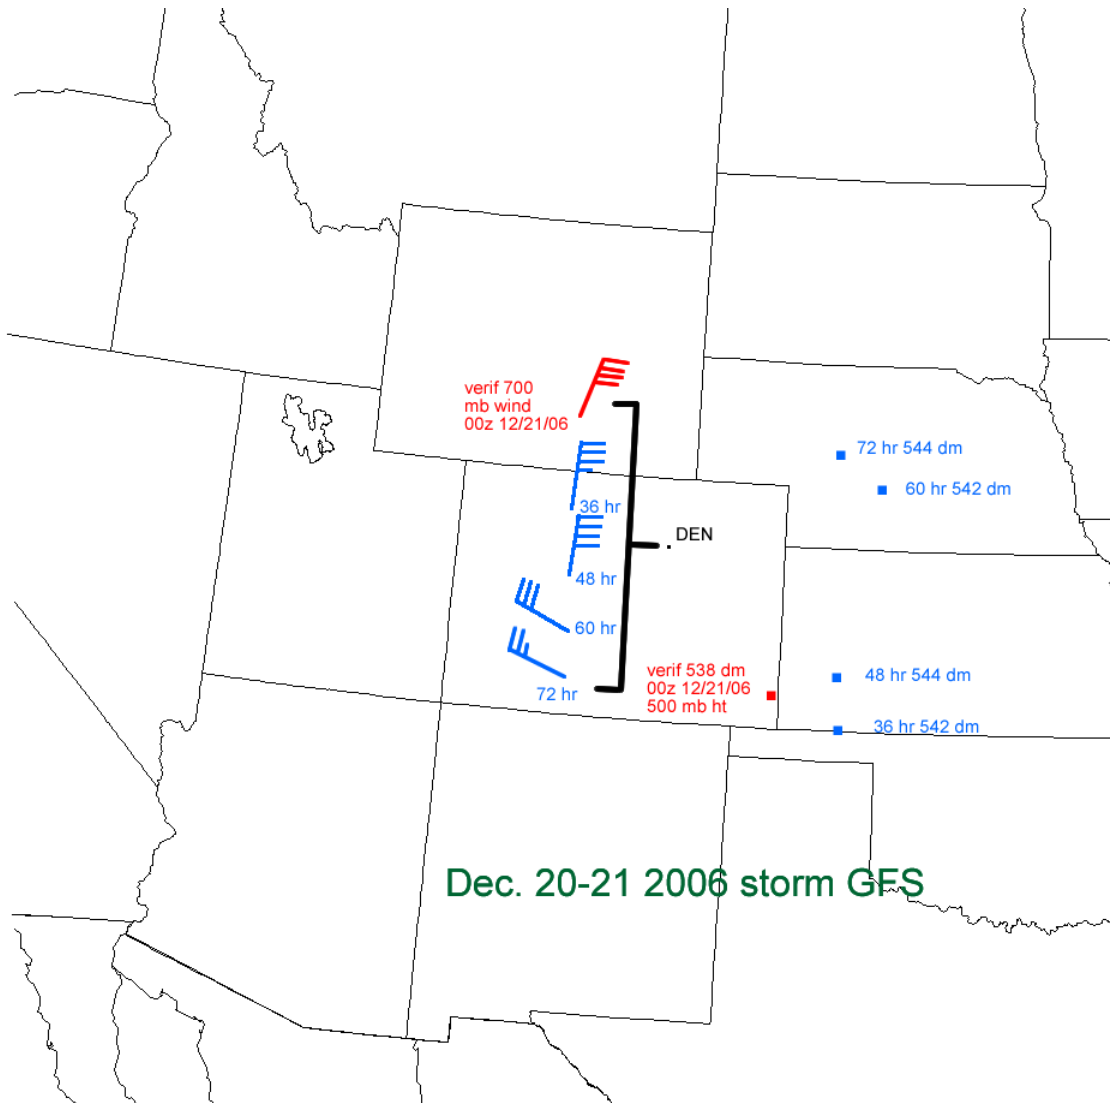 verif 700
mb wind
00z 12/21/06
36 hr
DEN
48 hr
60 hr
72 hr
72 hr 544 dm
60 hr 542 dm
verif 538 dm
00z 12/21/06
500 mb ht
48 hr 544 dm
36 hr 542 dm
Dec. 20-21 2006 storm GFS